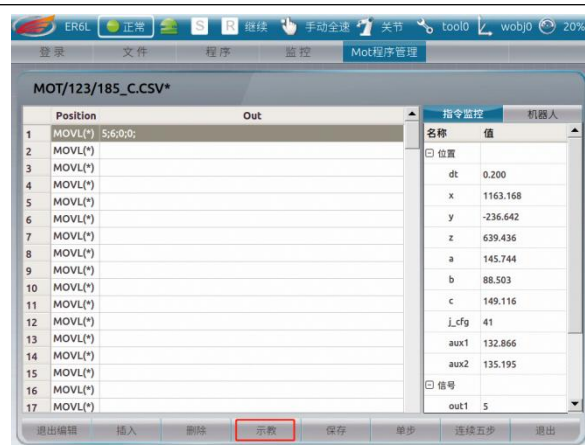 ER6L 正常 S R 继续 手动全速 关节 tool0 wobj0 20%
登录 文件 程序 监控 Mot程序管理
MOT/123/185_C.CSV*
Position Out 指令监控 机器人
名称 值
1 MOVL(*) 5;6;0;0;
2 MOVL(*)
3 MOVL(*)
4 MOVL(*)
5 MOVL(*)
6 MOVL(*)
7 MOVL(*)
8 MOVL(*)
9 MOVL(*)
10 MOVL(*)
11 MOVL(*)
12 MOVL(*)
13 MOVL(*)
14 MOVL(*)
15 MOVL(*)
16 MOVL(*)
17 MOVL(*)
位置
dt 0.200
x 1163.168
y -236.642
z 639.436
a 145.744
b 88.503
c 149.116
j_cfg 41
aux1 132.866
aux2 135.195
信号
out1 5
退出编辑 插入 删除 示教 保存 单步 连续五步 退出